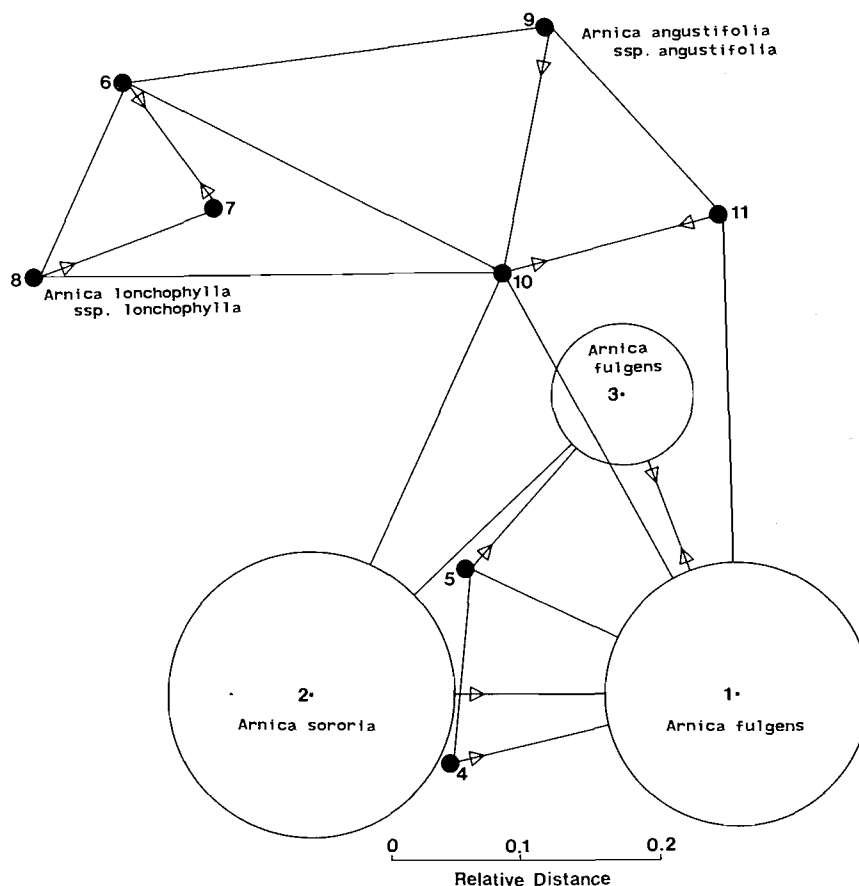 9
Arnica angustifolia
ssp. angustifolia
6
7
11
8
10
Arnica lonchophylla
ssp. lonchophylla
Arnica
fulgens
3
5
2
1
Arnica sororia
Arnica fulgens
4
0
0.1
0.2
Relative Distance